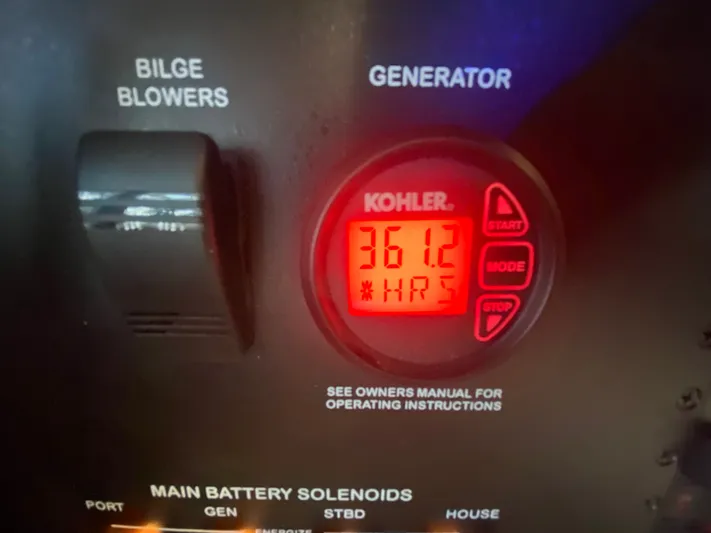 BILGE
BLOWERS
GENERATOR
KOHLER®
START
361.2
MODE
*HRS
STOP
SEE OWNERS MANUAL FOR
OPERATING INSTRUCTIONS
MAIN BATTERY SOLENOIDS
PORT GEN STBD HOUSE
ENERGIZE